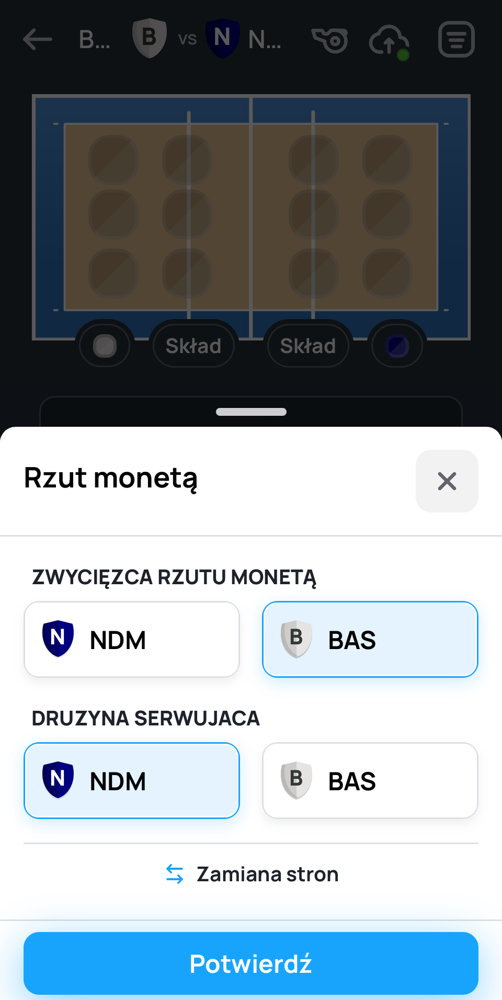 B... B vs N N...
Skład Skład
Rzut monetą
ZWYCIĘZCA RZUTU MONETĄ
N NDM B BAS
DRUZYNA SERWUJACA
N NDM B BAS
Zamiana stron
Potwierdź